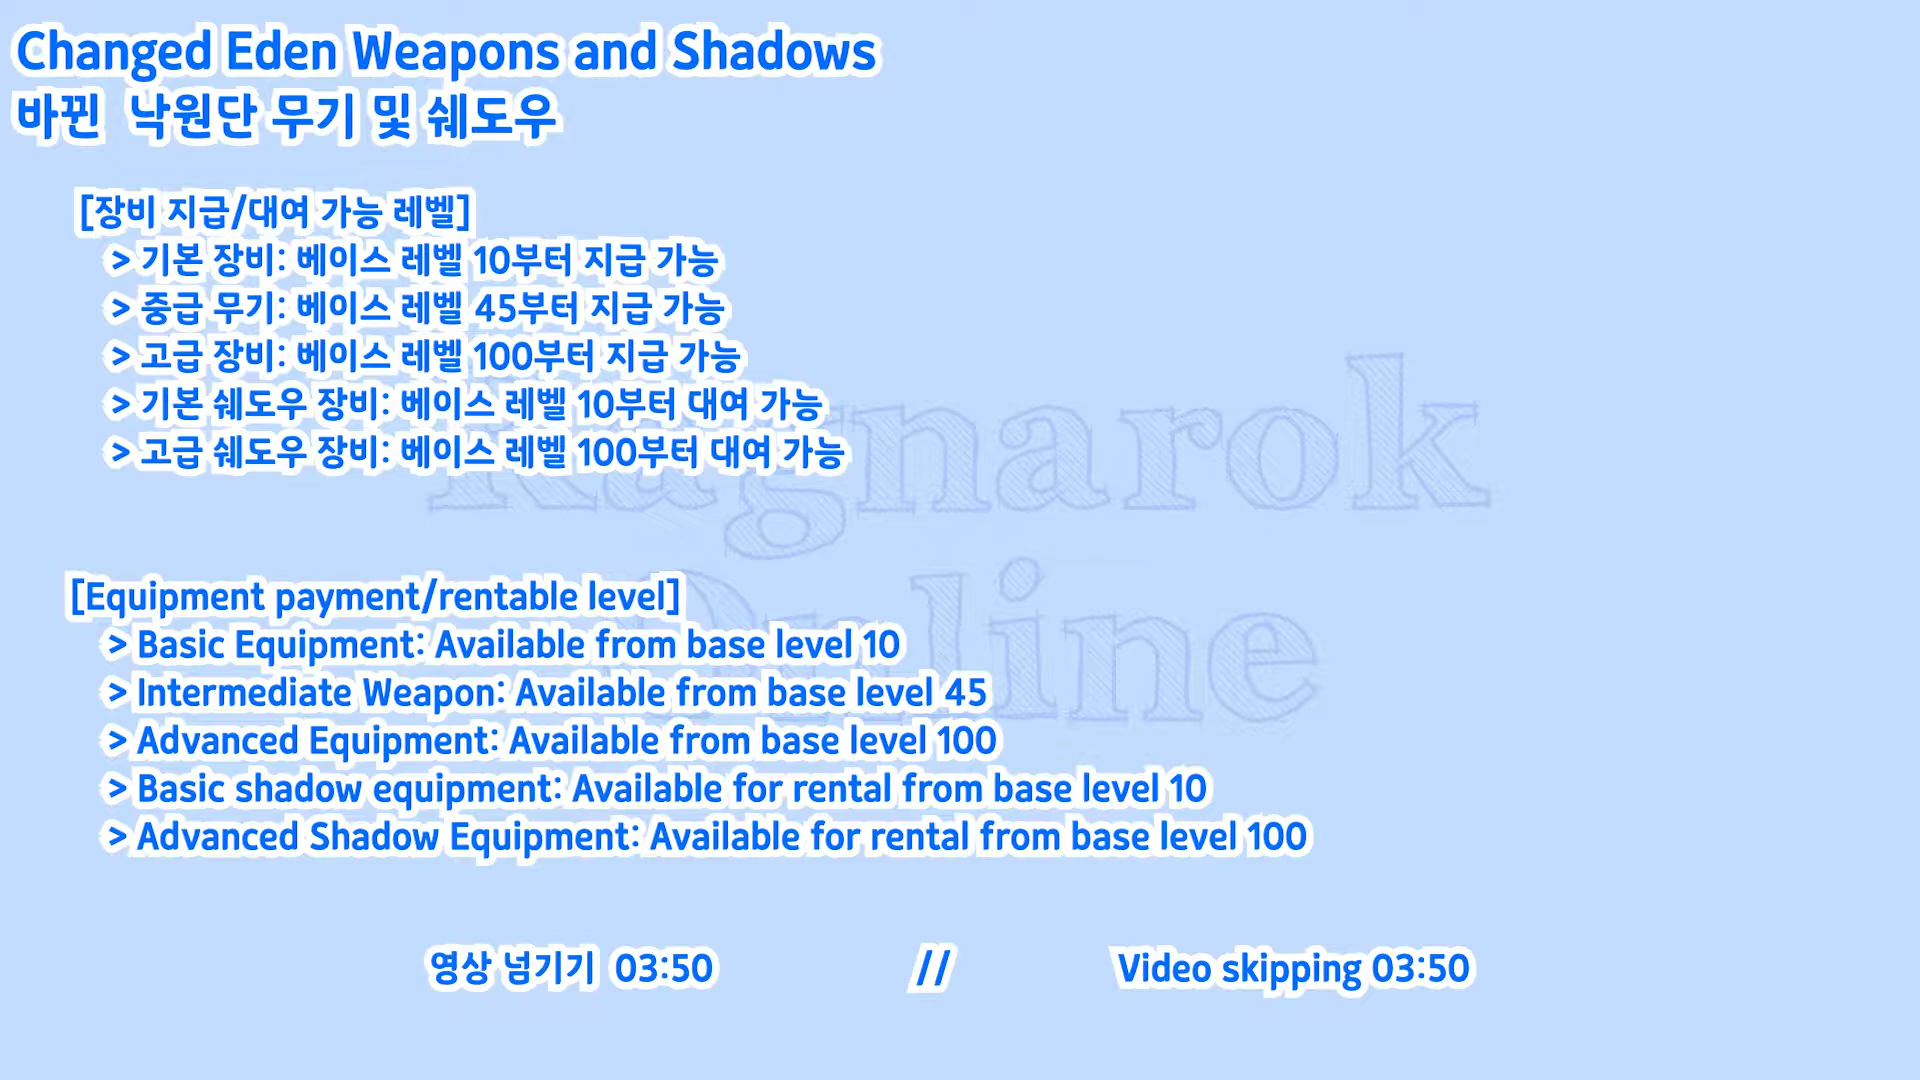 Changed Eden Weapons and Shadows
바뀐 낙원단 무기 및 쉐도우
[장비 지급/대여 가능 레벨]
> 기본 장비: 베이스 레벨 10부터 지급 가능
> 중급 무기: 베이스 레벨 45부터 지급 가능
> 고급 장비: 베이스 레벨 100부터 지급 가능
> 기본 쉐도우 장비: 베이스 레벨 10부터 대여 가능
> 고급 쉐도우 장비: 베이스 레벨 100부터 대여 가능
Ragnarok
Online
[Equipment payment/rentable level]
> Basic Equipment: Available from base level 10
> Intermediate Weapon: Available from base level 45
> Advanced Equipment: Available from base level 100
> Basic shadow equipment: Available for rental from base level 10
> Advanced Shadow Equipment: Available for rental from base level 100
영상 넘기기 03:50 // Video skipping 03:50